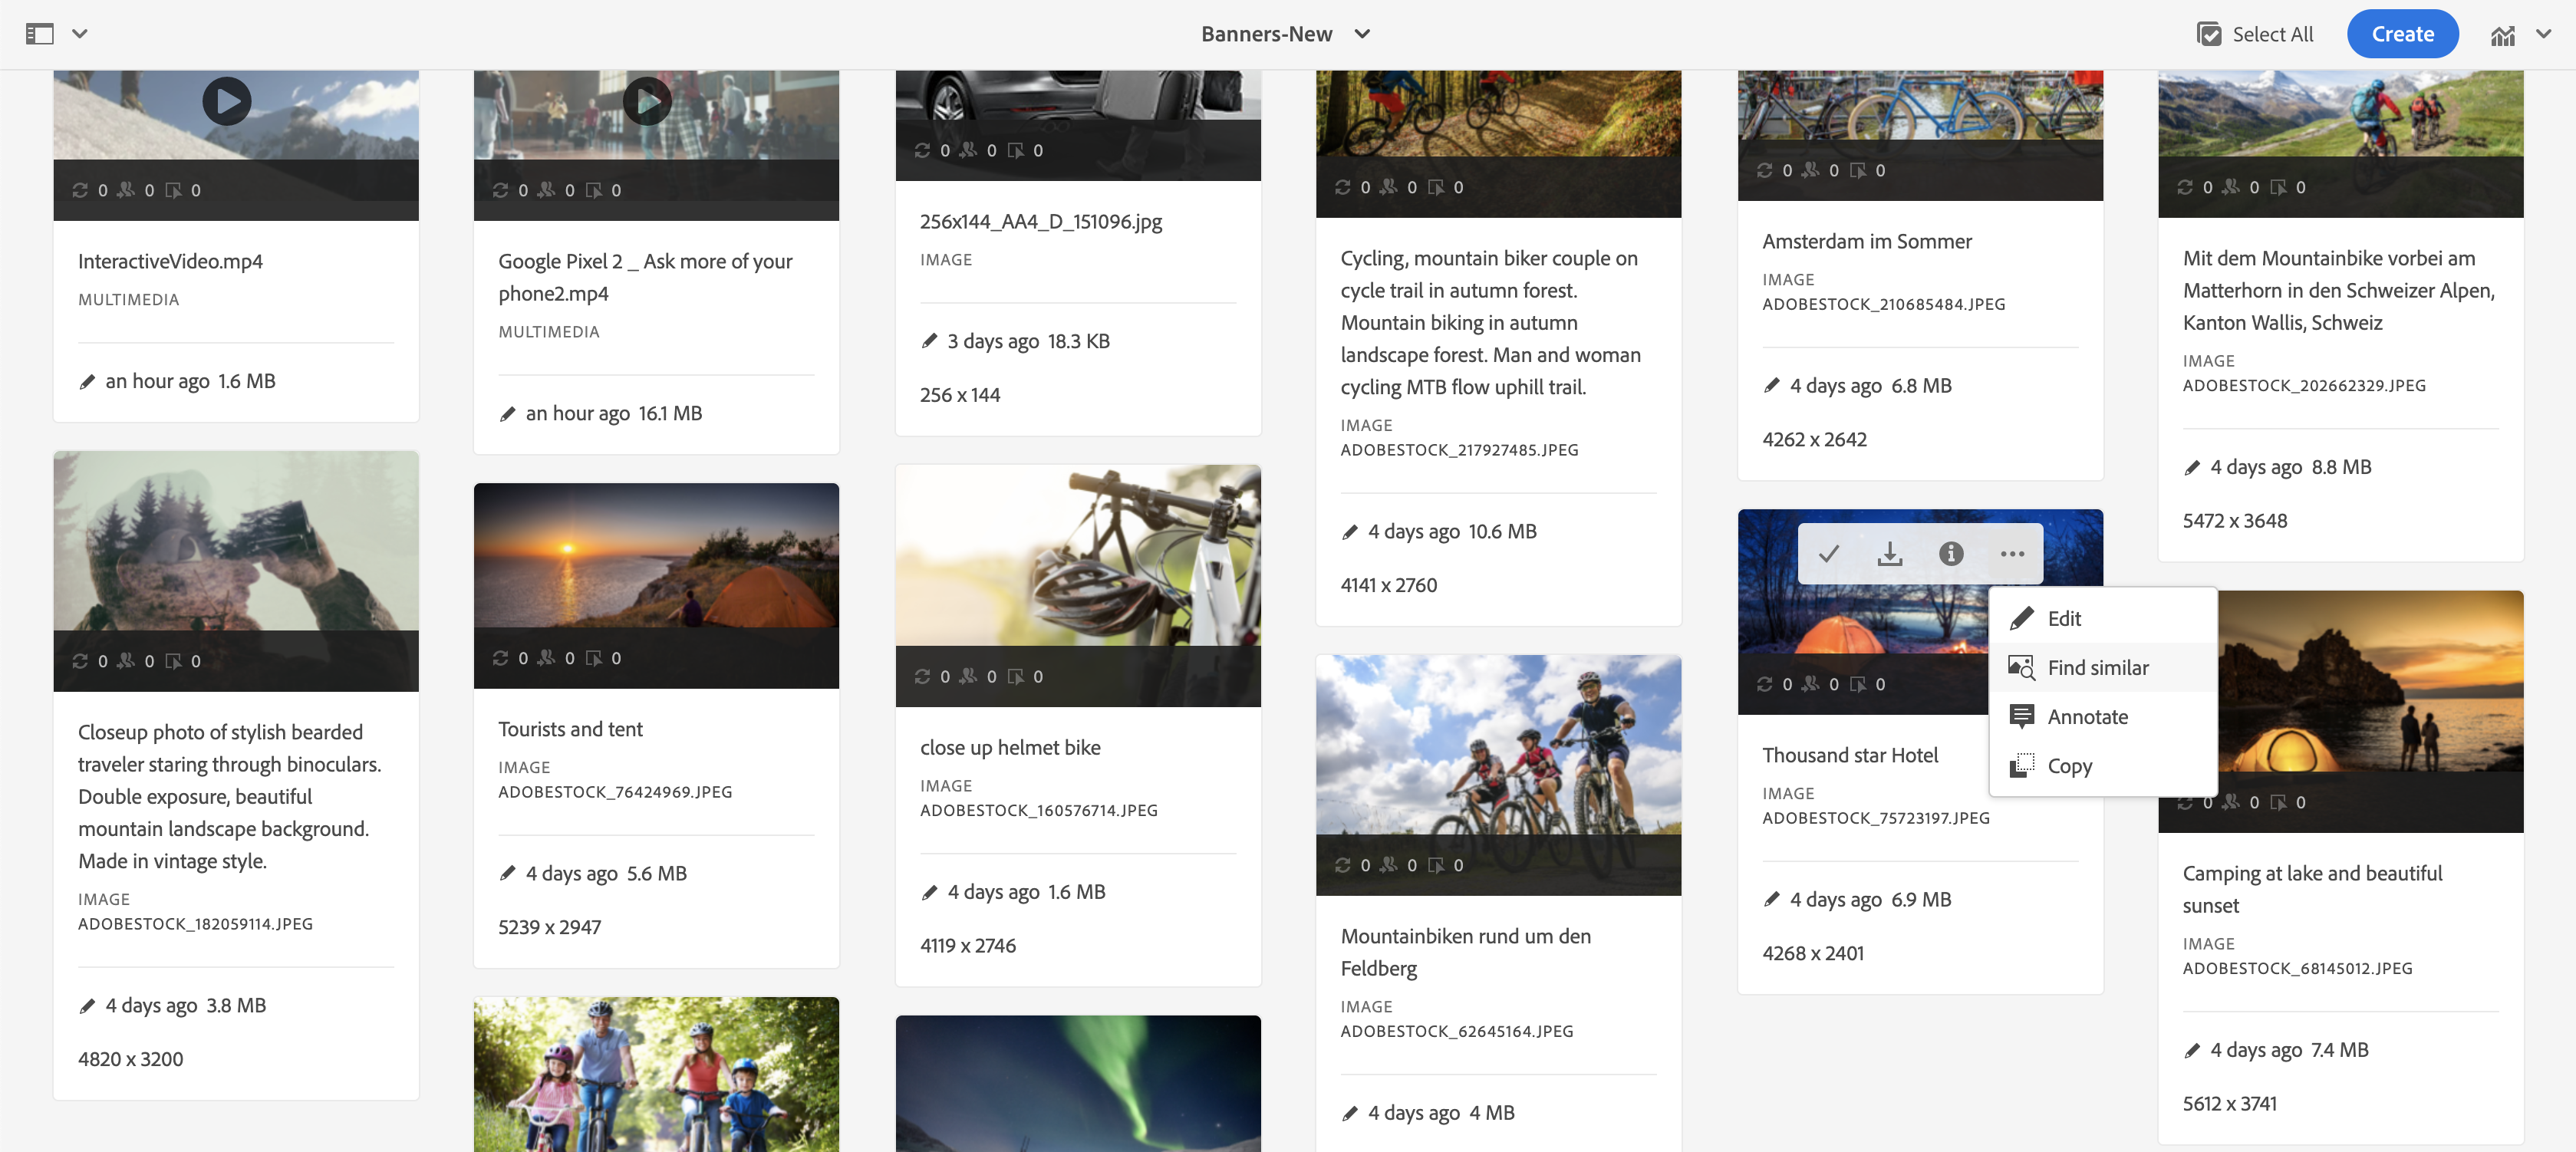 Banners-New
Select All
Create
0 0 0
InteractiveVideo.mp4
MULTIMEDIA
an hour ago 1.6 MB
0 0 0
Closeup photo of stylish bearded
traveler staring through binoculars.
Double exposure, beautiful
mountain landscape background.
Made in vintage style.
IMAGE
ADOBESTOCK_182059114.JPEG
4 days ago 3.8 MB
4820 x 3200
0 0 0
Google Pixel 2 _ Ask more of your
phone2.mp4
MULTIMEDIA
an hour ago 16.1 MB
0 0 0
Tourists and tent
IMAGE
ADOBESTOCK_76424969.JPEG
4 days ago 5.6 MB
5239 x 2947
0 0 0
256x144_AA4_D_151096.jpg
IMAGE
3 days ago 18.3 KB
256 x 144
0 0 0
close up helmet bike
IMAGE
ADOBESTOCK_160576714.JPEG
4 days ago 1.6 MB
4119 x 2746
0 0 0
Cycling, mountain biker couple on
cycle trail in autumn forest.
Mountain biking in autumn
landscape forest. Man and woman
cycling MTB flow uphill trail.
IMAGE
ADOBESTOCK_217927485.JPEG
4 days ago 10.6 MB
4141 x 2760
0 0 0
Mountainbiken rund um den
Feldberg
IMAGE
ADOBESTOCK_62645164.JPEG
4 days ago 4 MB
0 0 0
Amsterdam im Sommer
IMAGE
ADOBESTOCK_210685484.JPEG
4 days ago 6.8 MB
4262 x 2642
0 0 0
Thousand star Hotel
IMAGE
ADOBESTOCK_75723197.JPEG
4 days ago 6.9 MB
4268 x 2401
Edit
Find similar
Annotate
Copy
0 0 0
Mit dem Mountainbike vorbei am
Matterhorn in den Schweizer Alpen,
Kanton Wallis, Schweiz
IMAGE
ADOBESTOCK_202662329.JPEG
4 days ago 8.8 MB
5472 x 3648
0 0 0
Camping at lake and beautiful
sunset
IMAGE
ADOBESTOCK_68145012.JPEG
4 days ago 7.4 MB
5612 x 3741